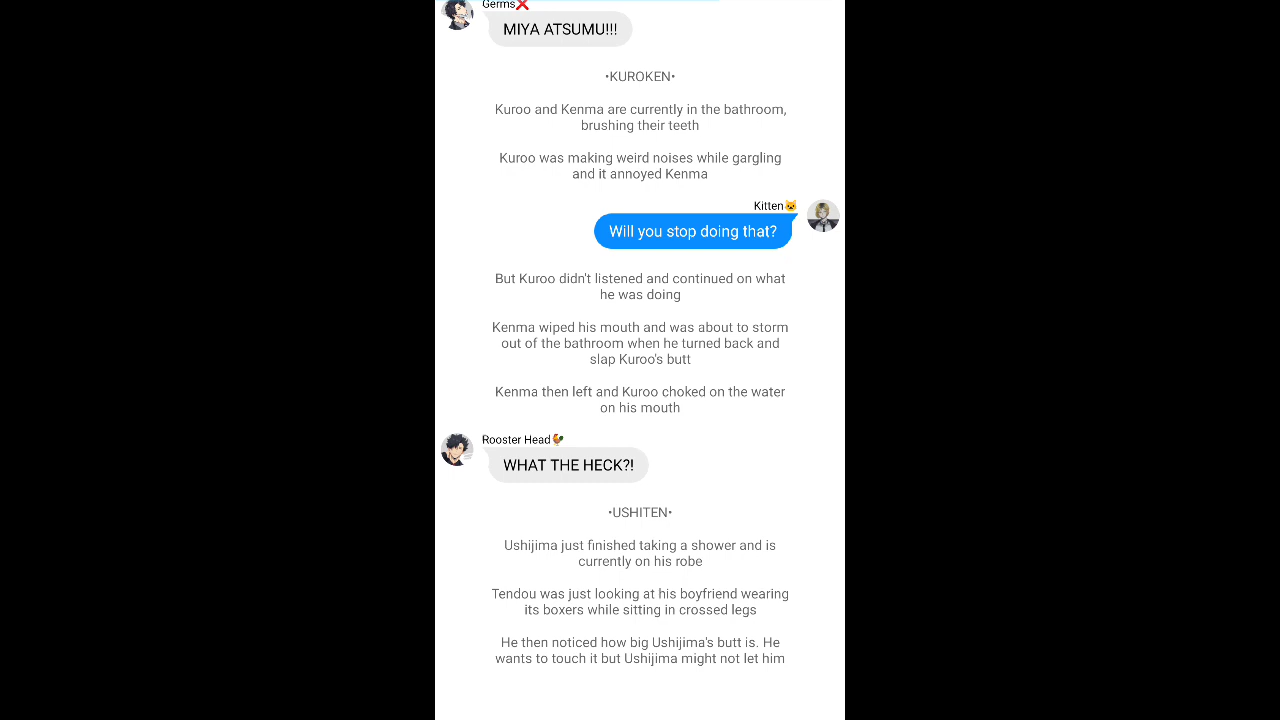 Germs❌
MIYA ATSUMU!!!
•KUROKEN•
Kuroo and Kenma are currently in the bathroom,
brushing their teeth
Kuroo was making weird noises while gargling
and it annoyed Kenma
Kitten🐱
Will you stop doing that?
But Kuroo didn't listened and continued on what
he was doing
Kenma wiped his mouth and was about to storm
out of the bathroom when he turned back and
slap Kuroo's butt
Kenma then left and Kuroo choked on the water
on his mouth
Rooster Head🐓
WHAT THE HECK?!
•USHITEN•
Ushijima just finished taking a shower and is
currently on his robe
Tendou was just looking at his boyfriend wearing
its boxers while sitting in crossed legs
He then noticed how big Ushijima's butt is. He
wants to touch it but Ushijima might not let him